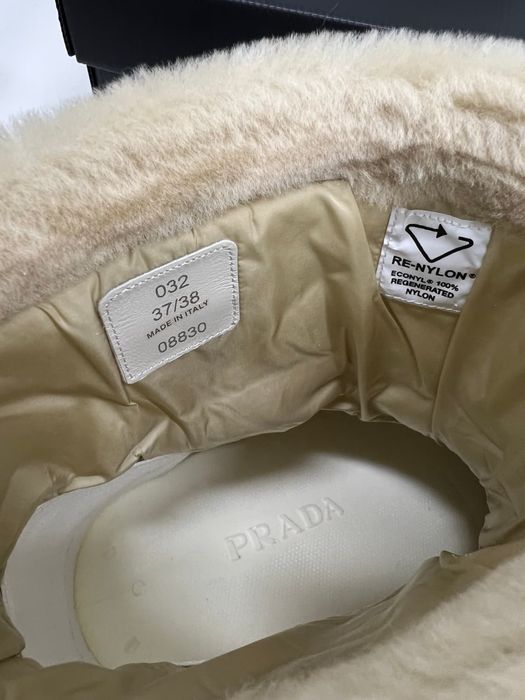 032
37/38
MADE IN ITALY
08830
RE-NYLON®
ECONYL® 100%
REGENERATED
NYLON
PRADA